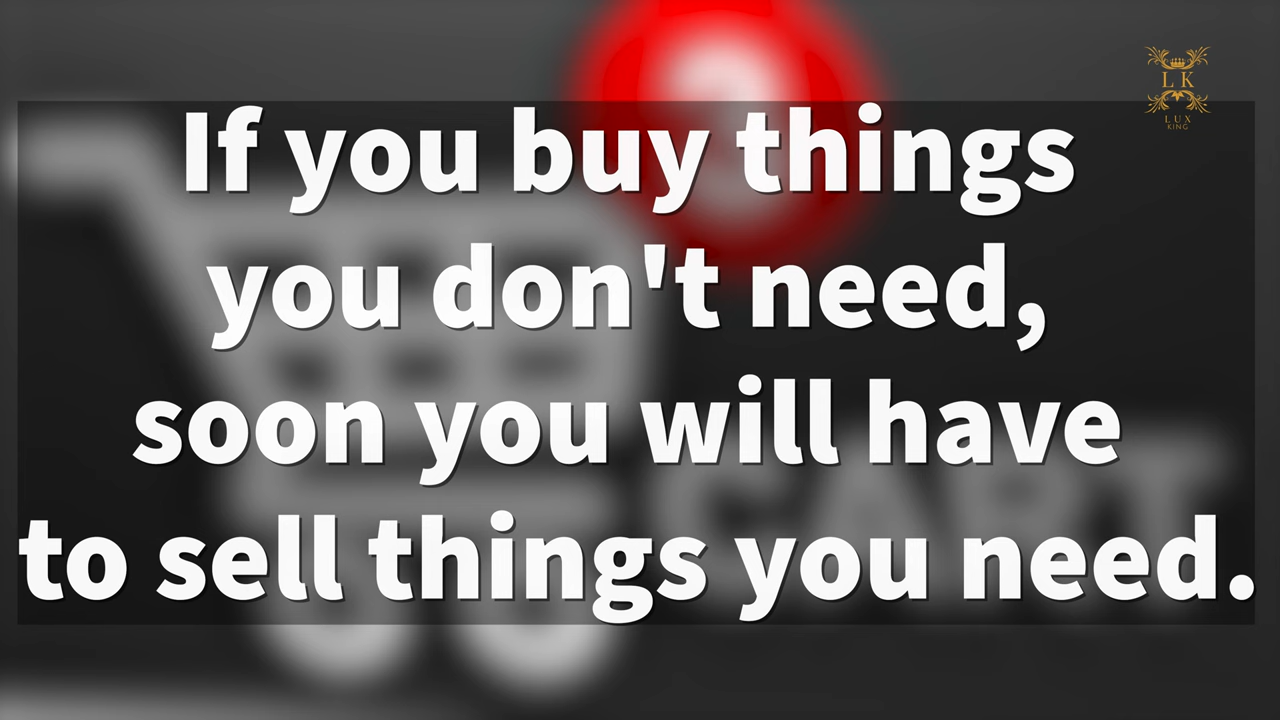 If you buy things
you don't need,
soon you will have
to sell things you need.
LK
LUX
KING
CART